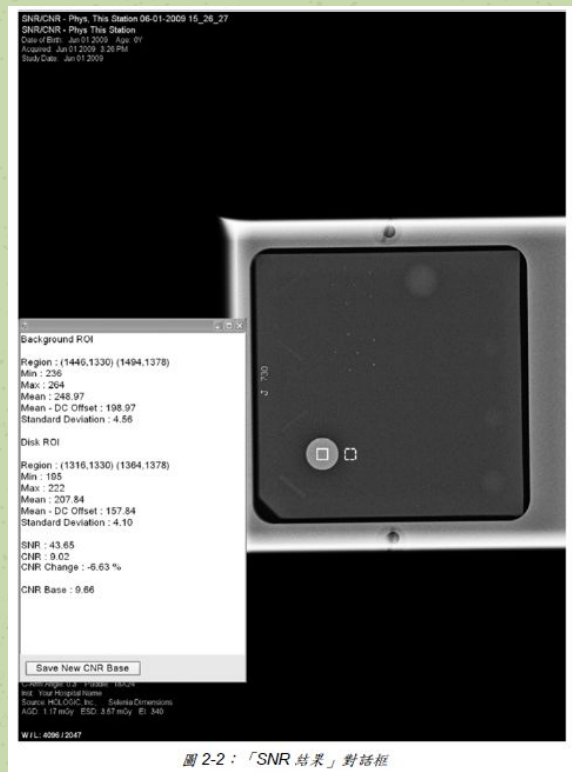 SNR/CNR - Phys, This Station 06-01-2009 15_26_27
SNR/CNR - Phys This Station
Date of Birth: Jun 01 2009 Age: 0Y
Acquired: Jun 01 2009 3:26 PM
Study Date: Jun 01 2009
J 730
Background ROI
Region : (1446,1330) (1494,1378)
Min : 236
Max : 264
Mean : 248.97
Mean - DC Offset : 198.97
Standard Deviation : 4.56
Disk ROI
Region : (1316,1330) (1364,1378)
Min : 195
Max : 222
Mean : 207.84
Mean - DC Offset : 157.84
Standard Deviation : 4.10
SNR : 43.65
CNR : 9.02
CNR Change : -6.63 %
CNR Base : 9.66
Save New CNR Base
Inst: Your Hospital Name
Source: HOLOGIC, Inc., Selenia Dimensions
AGD: 1.17 mGy ESD: 3.67 mGy EI: 340
W / L: 4096 / 2047
圖 2-2：「SNR 結果」對話框